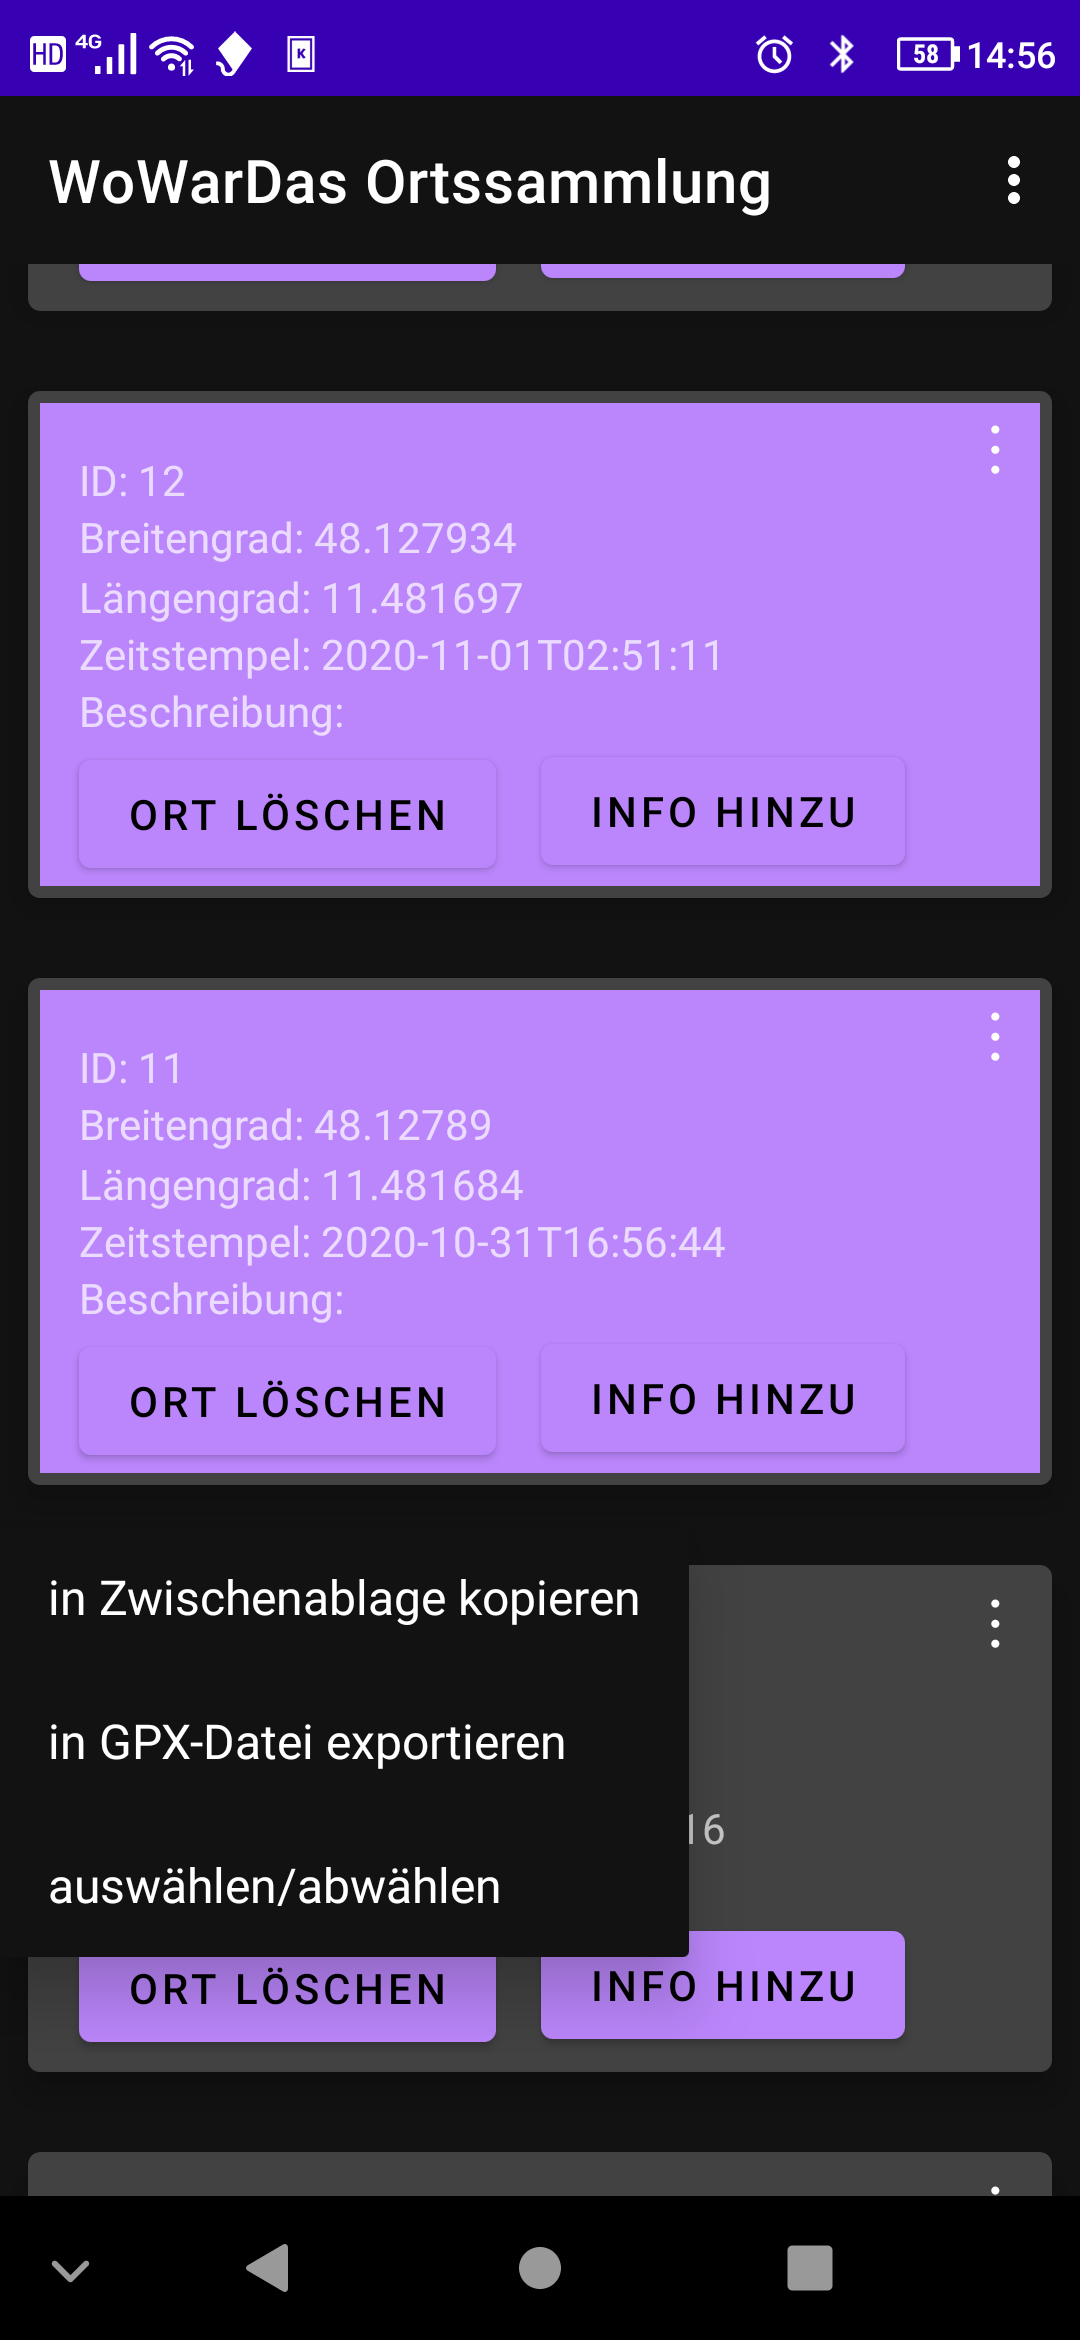 HD 4G K 58 14:56
WoWarDas Ortssammlung
ID: 12
Breitengrad: 48.127934
Längengrad: 11.481697
Zeitstempel: 2020-11-01T02:51:11
Beschreibung:
ORT LÖSCHEN INFO HINZU
ID: 11
Breitengrad: 48.12789
Längengrad: 11.481684
Zeitstempel: 2020-10-31T16:56:44
Beschreibung:
ORT LÖSCHEN INFO HINZU
in Zwischenablage kopieren
in GPX-Datei exportieren
16
auswählen/abwählen
ORT LÖSCHEN INFO HINZU